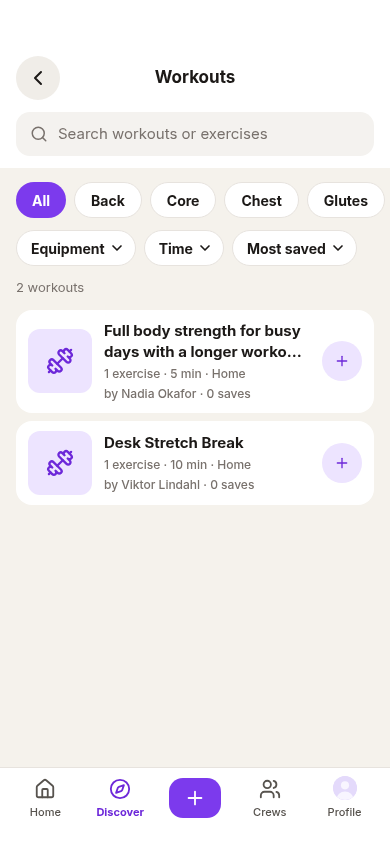 Workouts
Search workouts or exercises
All
Back
Core
Chest
Glutes
Equipment
Time
Most saved
2 workouts
Full body strength for busy
days with a longer worko...
1 exercise · 5 min · Home
by Nadia Okafor · 0 saves
Desk Stretch Break
1 exercise · 10 min · Home
by Viktor Lindahl · 0 saves
Home
Discover
Crews
Profile